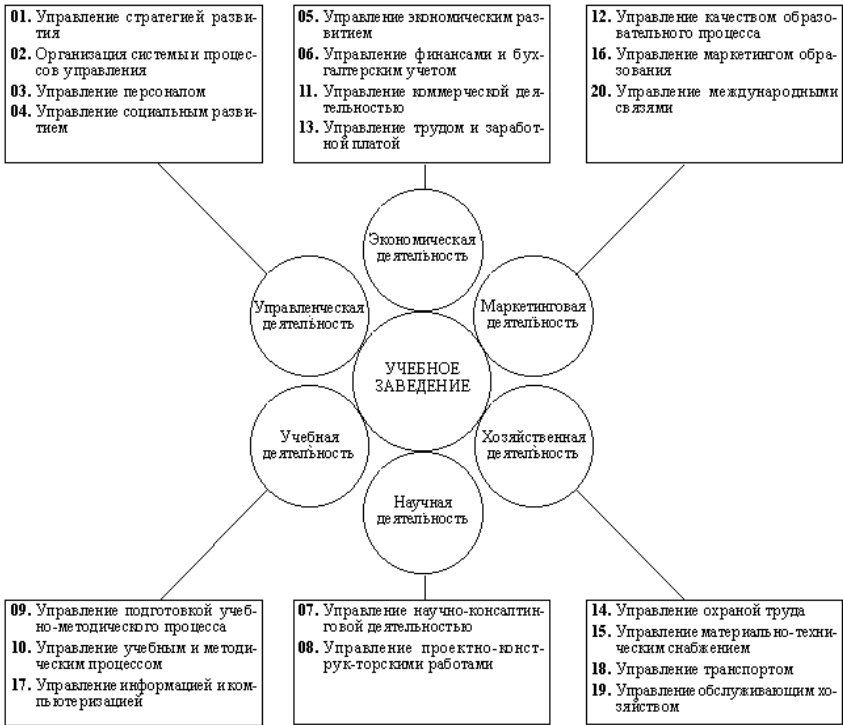 01. Управление стратегией разви-
тия
02. Организация системы и процес-
сов управления
03. Управление персоналом
04. Управление социальным разви-
тием
05. Управление экономическим раз-
витием
06. Управление финансами и бух-
галтерским учетом
11. Управление коммерческой дея-
тельностью
13. Управление трудом и заработ-
ной платой
12. Управление качеством образо-
вательного процесса
16. Управление маркетингом обра-
зования
20. Управление международными
связями
Экономическая
деятельность
Управленческая
деятельность
Маркетинговая
деятельность
УЧЕБНОЕ
ЗАВЕДЕНИЕ
Учебная
деятельность
Хозяйственная
деятельность
Научная
деятельность
09. Управление подготовкой учеб-
но-методического процесса
10. Управление учебным и методи-
ческим процессом
17. Управление информацией и ком-
пьютеризацией
07. Управление научно-консалтин-
говой деятельностью
08. Управление проектно-конст-
рук-торскими работами
14. Управление охраной труда
15. Управление материально-техни-
ческим снабжением
18. Управление транспортом
19. Управление обслуживающим хо-
зяйством